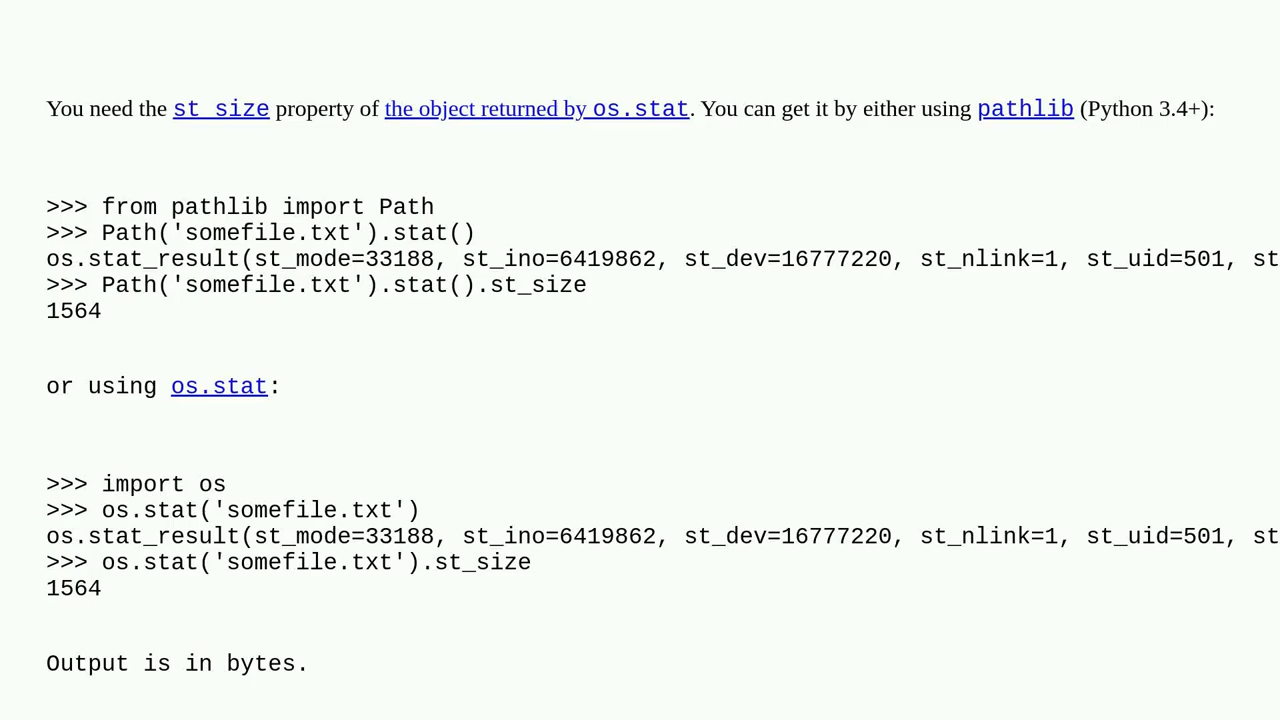 You need the st_size property of the object returned by os.stat. You can get it by either using pathlib (Python 3.4+):
>>> from pathlib import Path
>>> Path('somefile.txt').stat()
os.stat_result(st_mode=33188, st_ino=6419862, st_dev=16777220, st_nlink=1, st_uid=501, st
>>> Path('somefile.txt').stat().st_size
1564
or using os.stat:
>>> import os
>>> os.stat('somefile.txt')
os.stat_result(st_mode=33188, st_ino=6419862, st_dev=16777220, st_nlink=1, st_uid=501, st
>>> os.stat('somefile.txt').st_size
1564
Output is in bytes.